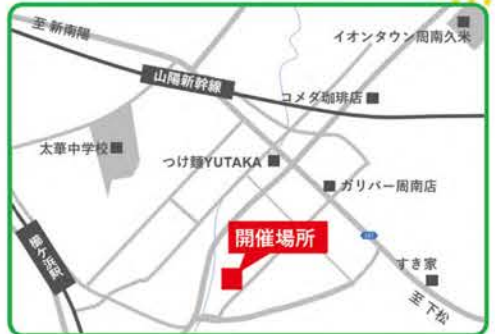 至 新南陽
イオンタウン周南久米
山陽新幹線
コメダ珈琲店
太華中学校
つけ麺YUTAKA
ガリバー周南店
櫛ケ浜駅
開催場所
すき家
至 下松